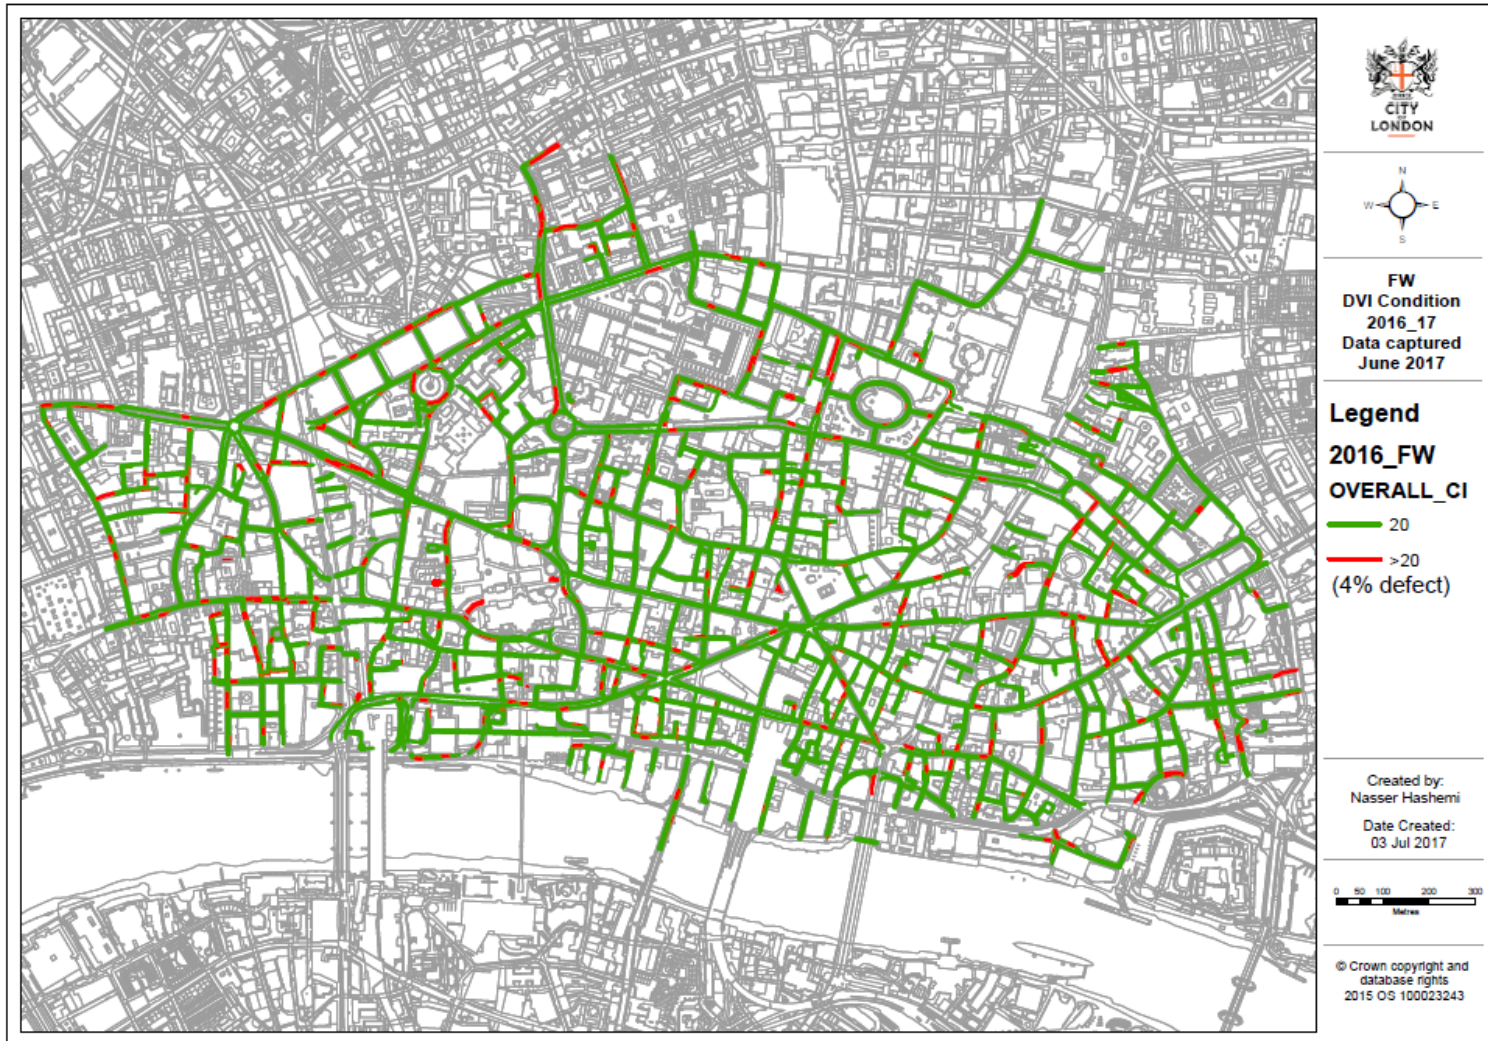 CITY
OF
LONDON
N
W
E
S
FW
DVI Condition
2016_17
Data captured
June 2017
Legend
2016_FW
OVERALL_CI
20
>20
(4% defect)
Created by:
Nasser Hashemi
Date Created:
03 Jul 2017
0 50 100 200 300
Metres
© Crown copyright and
database rights
2015 OS 100023243